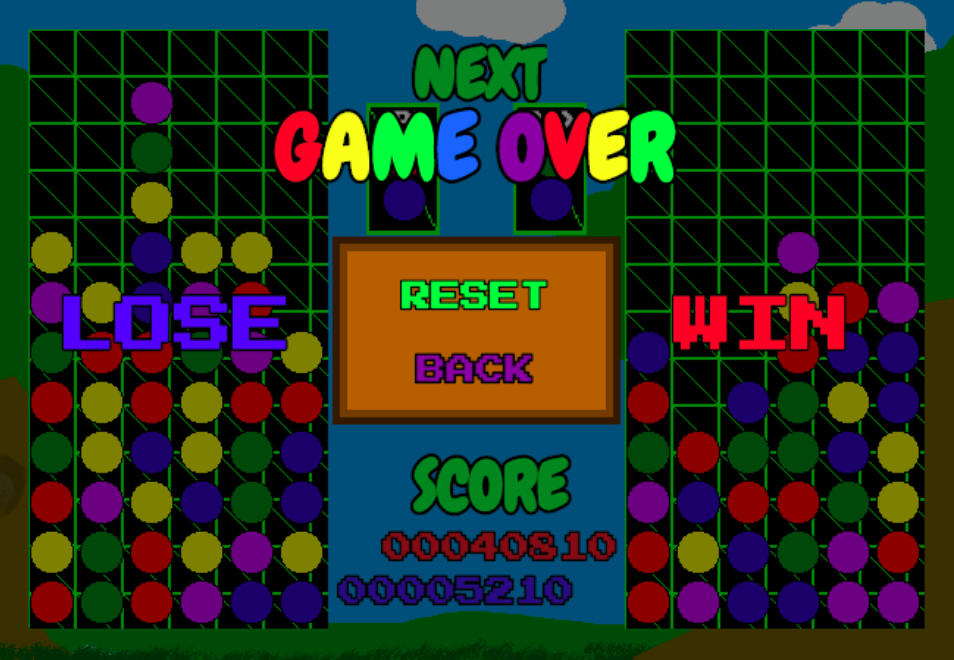 NEXT
GAME OVER
LOSE
WIN
RESET
BACK
SCORE
00040810
00005210